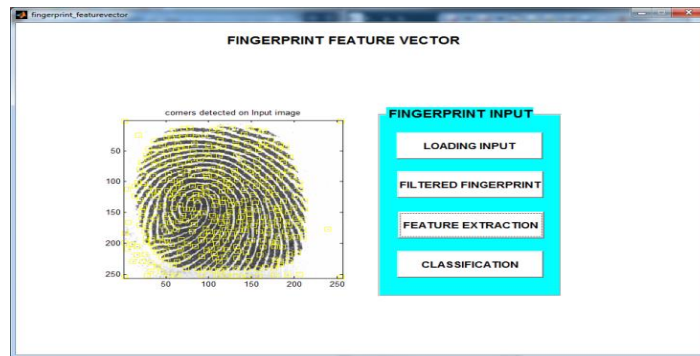 fingerprint_featurevector
FINGERPRINT FEATURE VECTOR
corners detected on Input image
50
100
150
200
250
50
100
150
200
250
FINGERPRINT INPUT
LOADING INPUT
FILTERED FINGERPRINT
FEATURE EXTRACTION
CLASSIFICATION